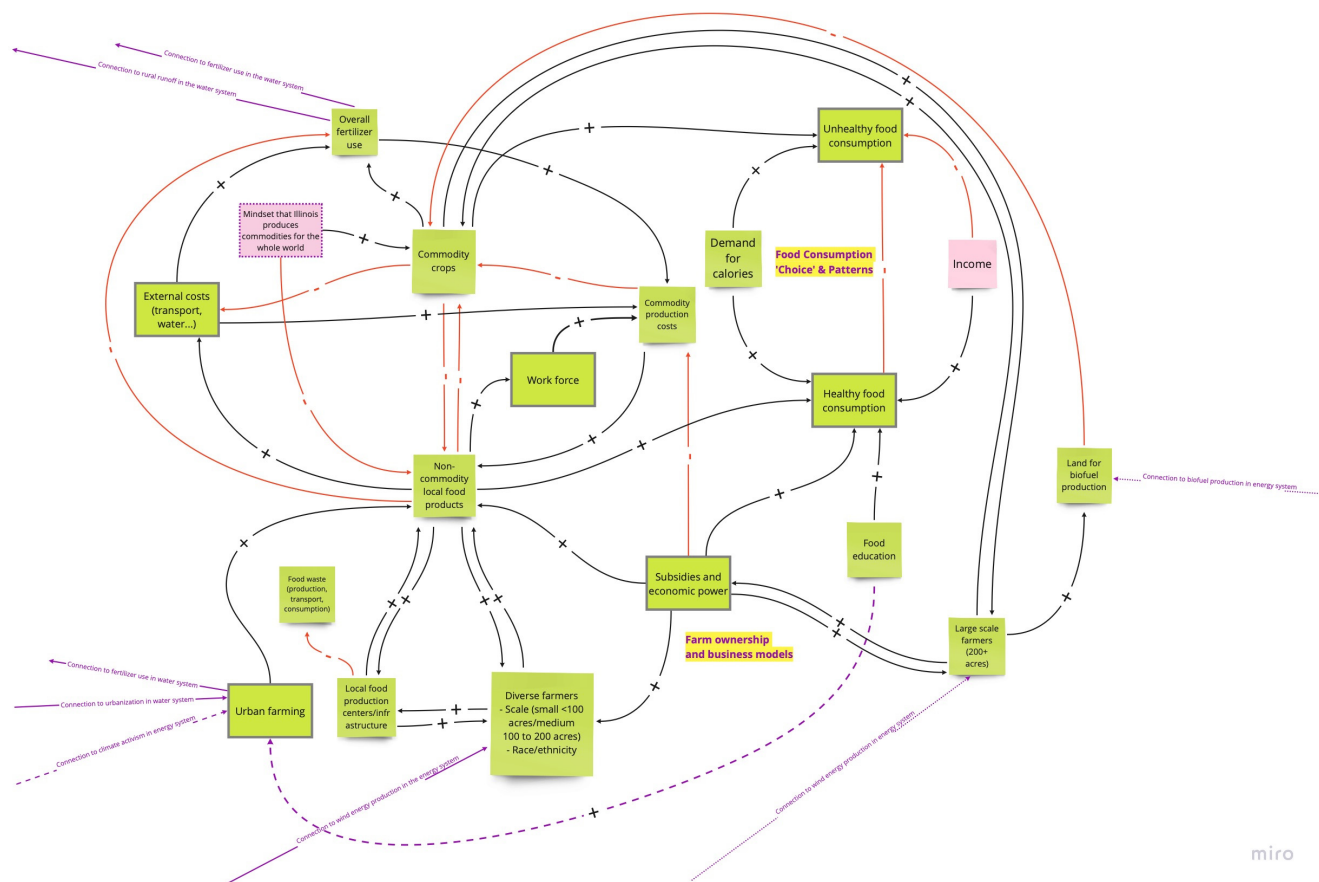 Connection to fertilizer use in the water system
Connection to rural runoff in the water system
Overall
fertilizer
use
Unhealthy food
consumption
Mindset that Illinois
produces
commodities for the
whole world
Commodity
crops
Demand
for
calories
Food Consumption
'Choice' & Patterns
Income
External costs
(transport,
water...)
Commodity
production
costs
Work force
Healthy food
consumption
Non-
commodity
local food
products
Land for
biofuel
production
Connection to biofuel production in energy system
Food
education
Food waste
(production,
transport,
consumption)
Subsidies and
economic power
Farm ownership
and business models
Large scale
farmers
(200+
acres)
Connection to fertilizer use in water system
Connection to urbanization in water system
Connection to climate activism in energy system
Urban farming
Local food
production
centers/infr
astructure
Diverse farmers
- Scale (small <100
acres/medium
100 to 200 acres)
- Race/ethnicity
Connection to wind energy production in the energy system
Connection to wind energy production in energy system
miro